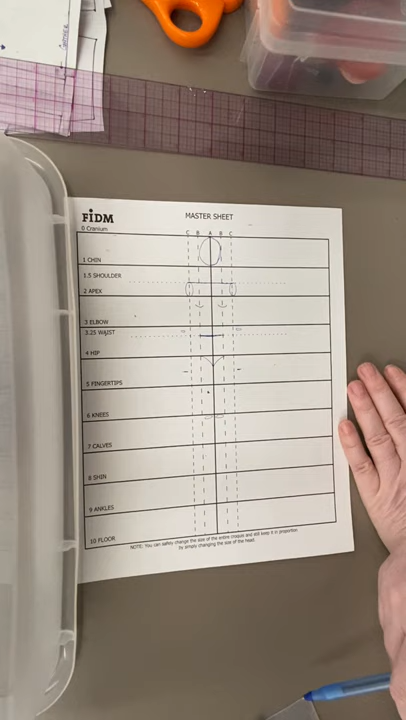 FIDM
MASTER SHEET
0 Cranium
C B A B C
1 CHIN
1.5 SHOULDER
2 APEX
3 ELBOW
3.25 WAIST
4 HIP
5 FINGERTIPS
6 KNEES
7 CALVES
8 SHIN
9 ANKLES
10 FLOOR
NOTE: You can safely change the size of the entire croquis and still keep it in proportion
by simply changing the size of the head.